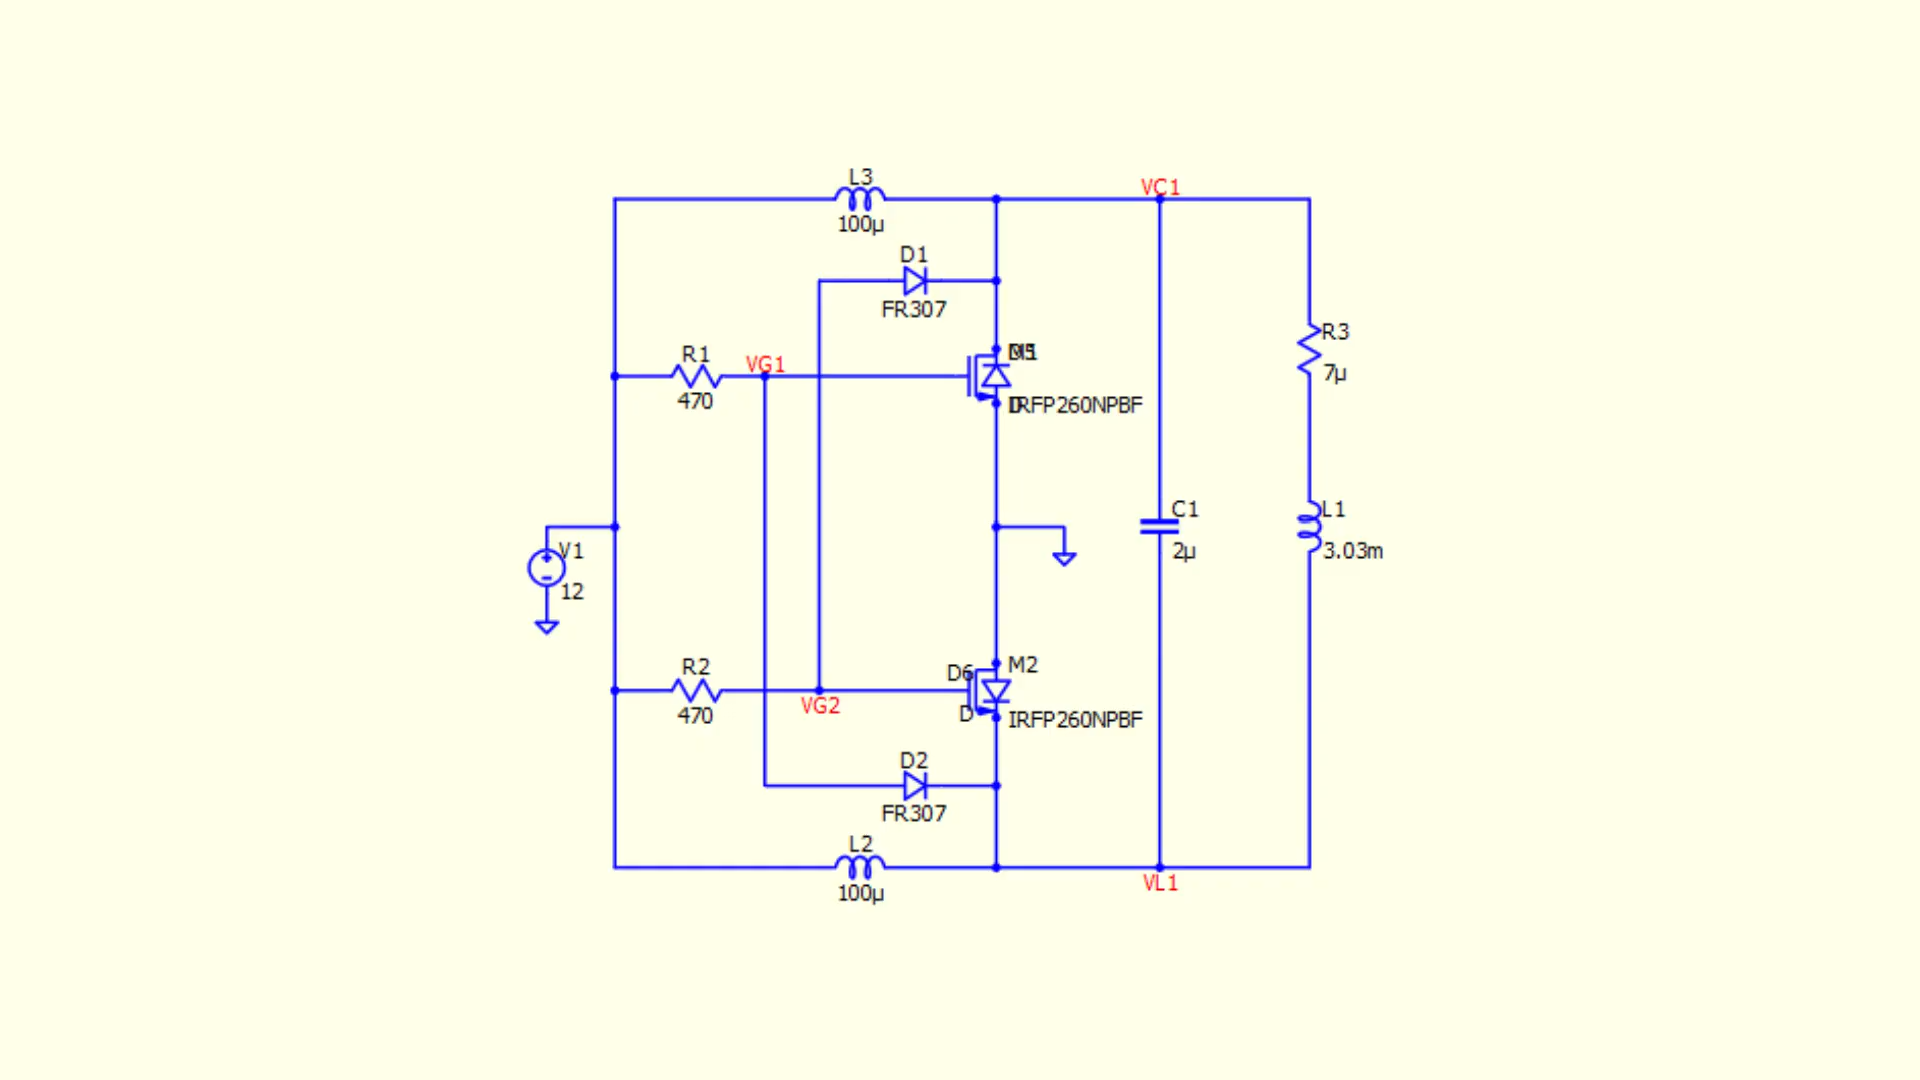 L3
100µ
VC1
D1
FR307
R1
470
VG1
IRFP260NPBF
R3
7µ
V1
12
C1
2µ
L1
3.03m
R2
470
VG2
D6
D
M2
IRFP260NPBF
D2
FR307
L2
100µ
VL1